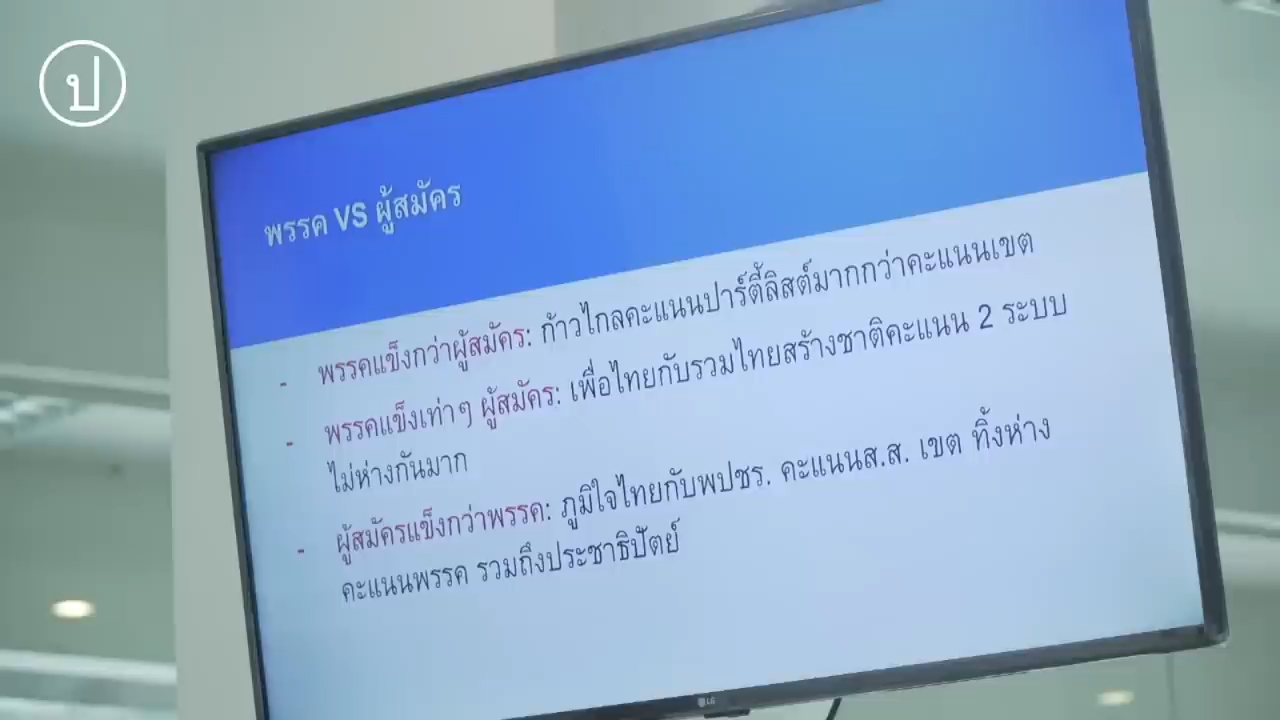 ป
พรรค VS ผู้สมัคร
- พรรคแข็งกว่าผู้สมัคร: ก้าวไกลคะแนนปาร์ตี้ลิสต์มากกว่าคะแนนเขต
- พรรคแข็งเท่าๆ ผู้สมัคร: เพื่อไทยกับรวมไทยสร้างชาติคะแนน 2 ระบบ
ไม่ห่างกันมาก
- ผู้สมัครแข็งกว่าพรรค: ภูมิใจไทยกับพปชร. คะแนนส.ส. เขต ทิ้งห่าง
คะแนนพรรค รวมถึงประชาธิปัตย์
LG